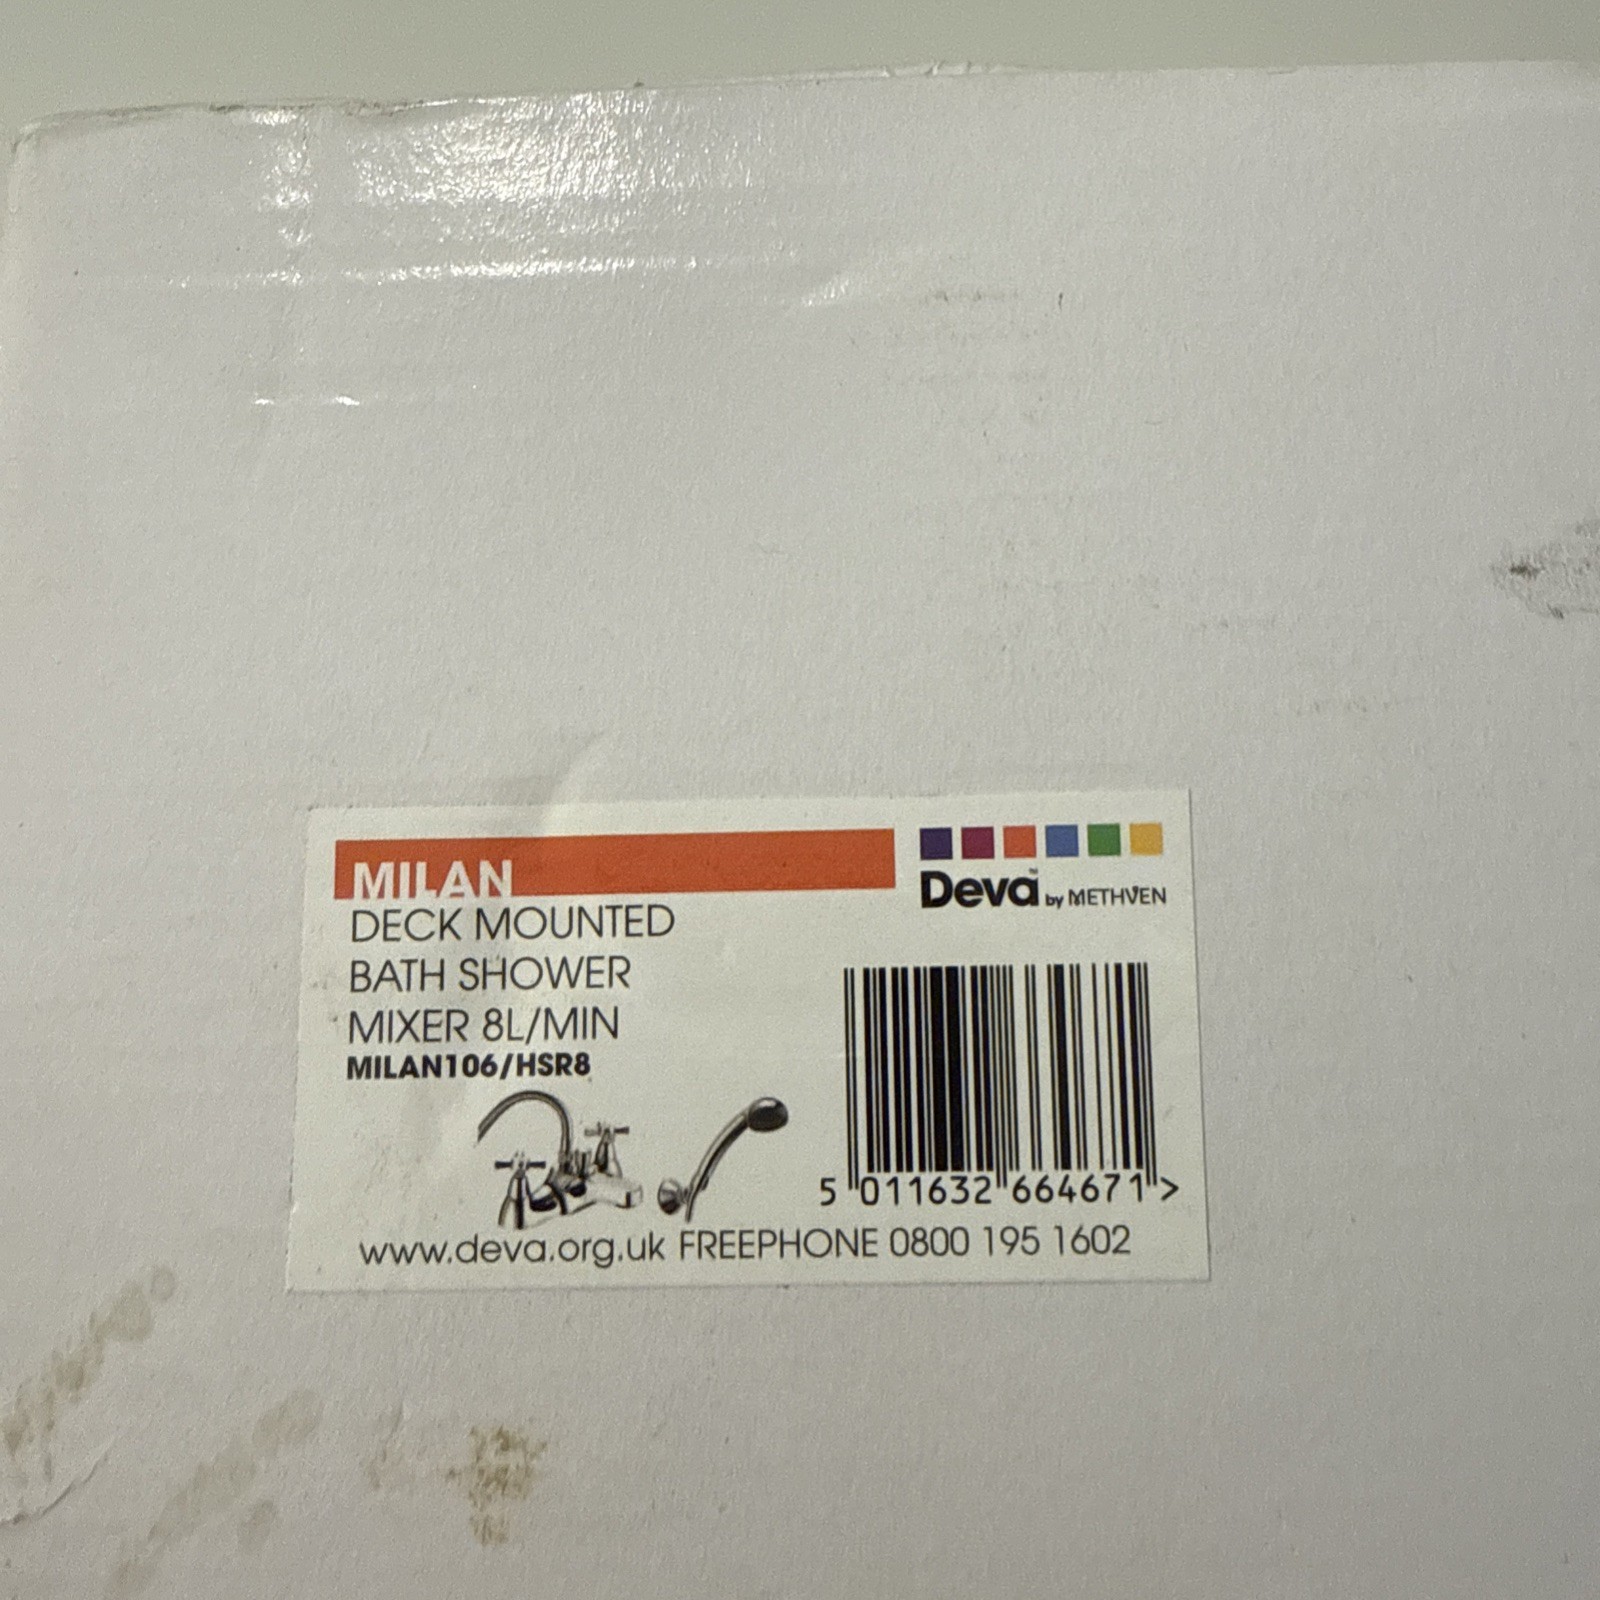 MILAN
DECK MOUNTED
BATH SHOWER
MIXER 8L/MIN
MILAN106/HSR8
Deva™ by METHVEN
5 011632 664671 >
www.deva.org.uk FREEPHONE 0800 195 1602